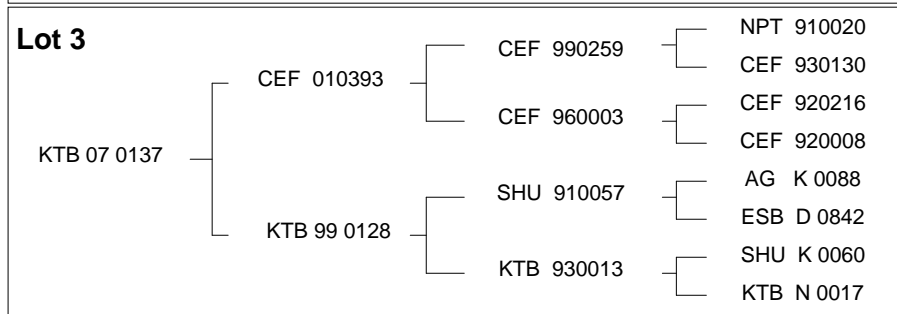 Lot 3
NPT 910020
CEF 990259
CEF 930130
CEF 010393
CEF 920216
CEF 960003
CEF 920008
KTB 07 0137
AG K 0088
SHU 910057
ESB D 0842
KTB 99 0128
SHU K 0060
KTB 930013
KTB N 0017